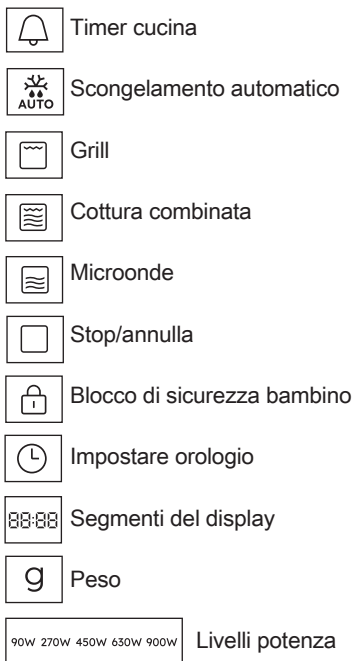 Timer cucina
AUTO
Scongelamento automatico
Grill
Cottura combinata
Microonde
Stop/annulla
Blocco di sicurezza bambino
Impostare orologio
88:88 Segmenti del display
g Peso
90W 270W 450W 630W 900W Livelli potenza